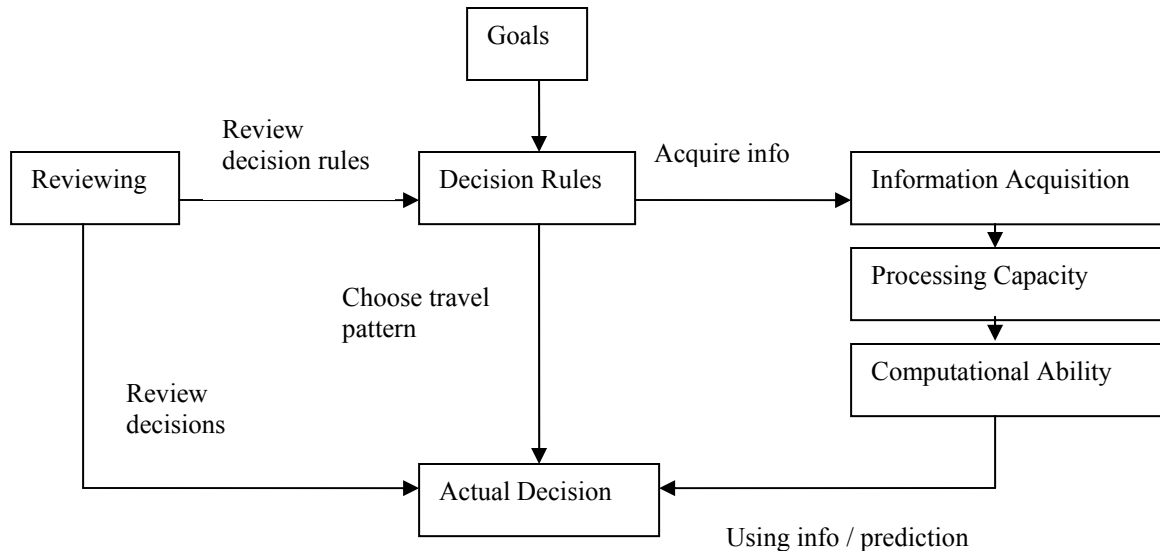 Goals
Review
decision rules
Acquire info
Reviewing
Decision Rules
Information Acquisition
Processing Capacity
Choose travel
pattern
Computational Ability
Review
decisions
Actual Decision
Using info / prediction